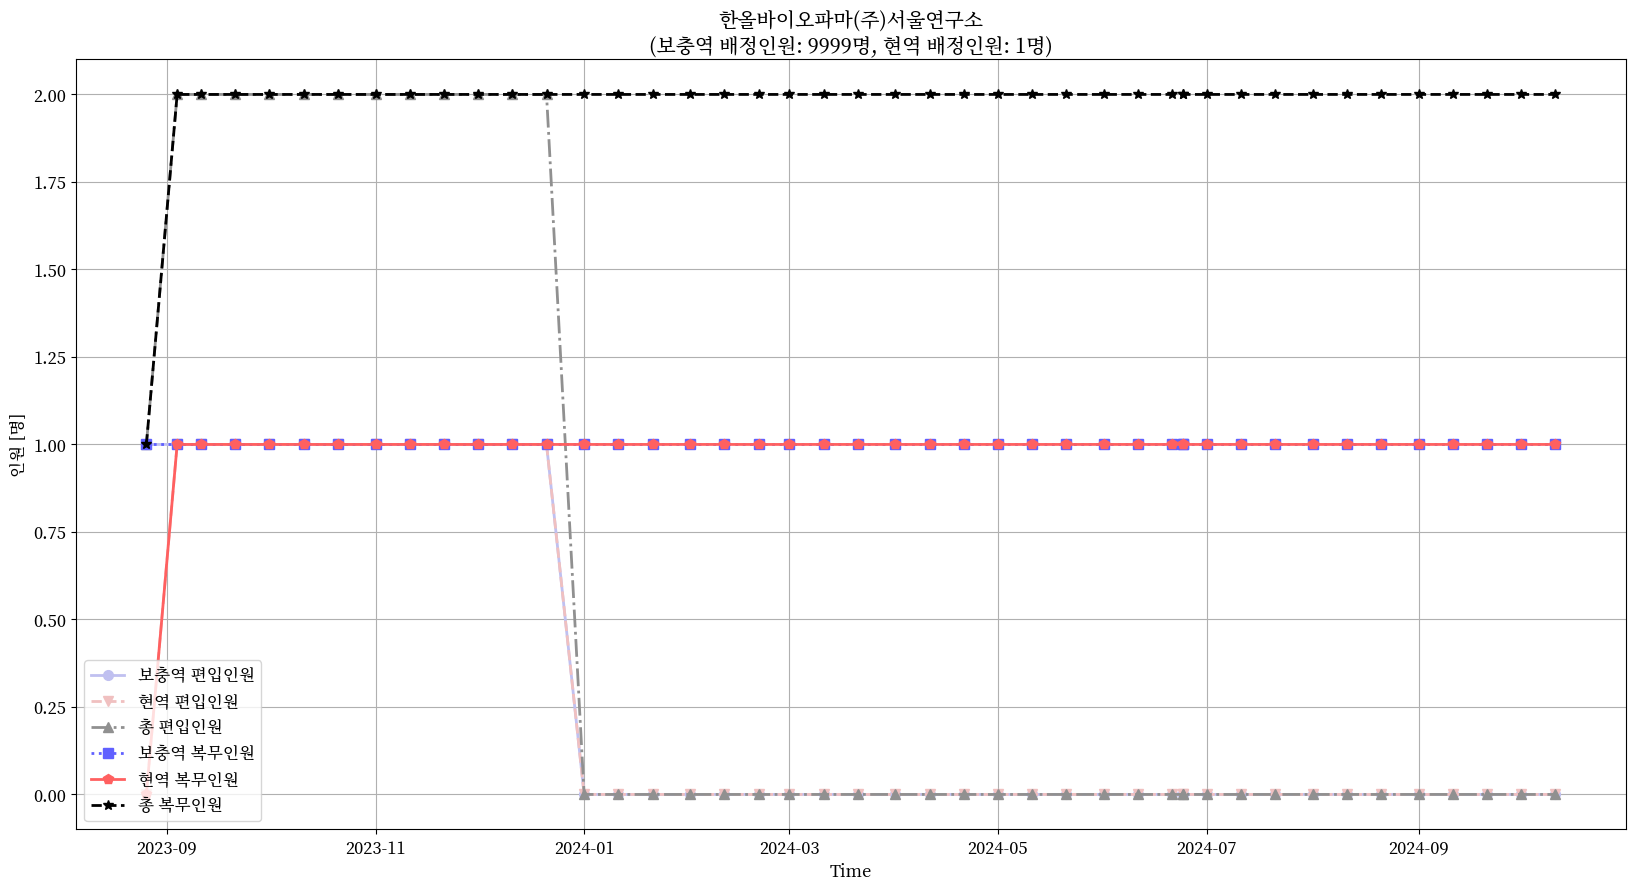 한올바이오파마(주)서울연구소
(보충역 배정인원: 9999명, 현역 배정인원: 1명)
인원 [명]
2.00
1.75
1.50
1.25
1.00
0.75
0.50
0.25
0.00
보충역 편입인원
현역 편입인원
총 편입인원
보충역 복무인원
현역 복무인원
총 복무인원
2023-09
2023-11
2024-01
2024-03
2024-05
2024-07
2024-09
Time